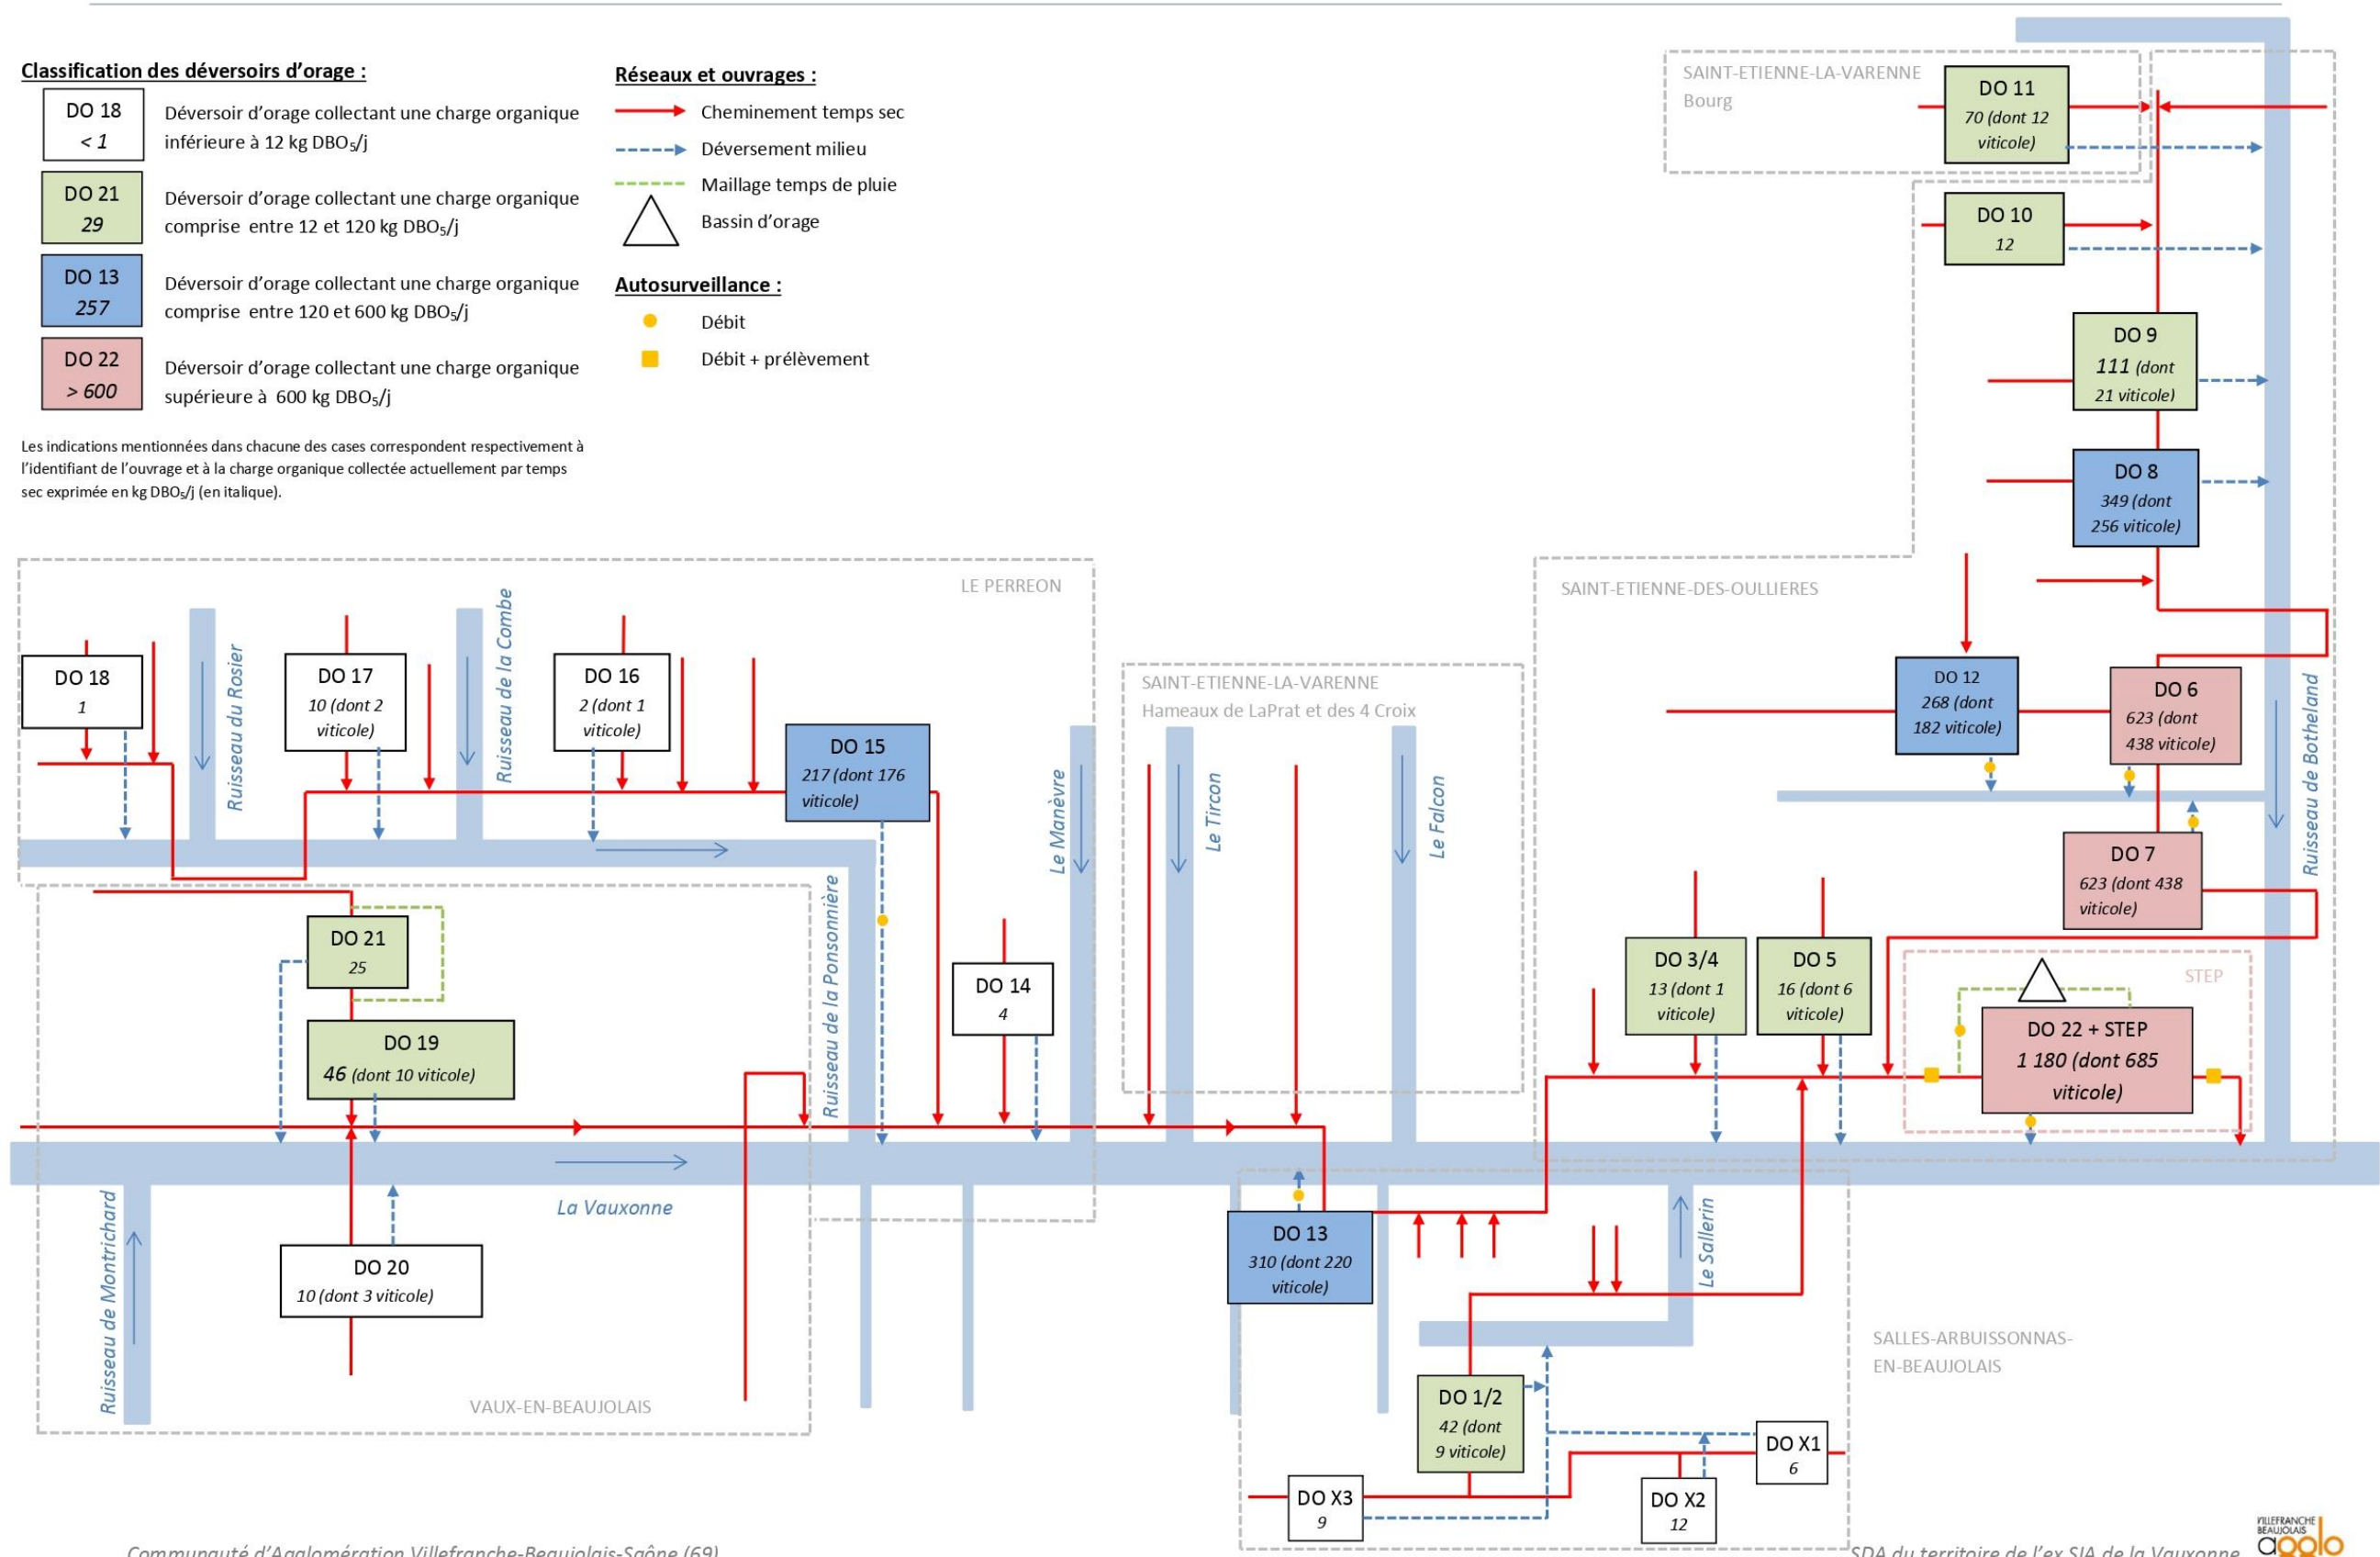 Classification des déversoirs d'orage :
DO 18
< 1
Déversoir d'orage collectant une charge organique
inférieure à 12 kg DBO₅/j
DO 21
29
Déversoir d'orage collectant une charge organique
comprise entre 12 et 120 kg DBO₅/j
DO 13
257
Déversoir d'orage collectant une charge organique
comprise entre 120 et 600 kg DBO₅/j
DO 22
> 600
Déversoir d'orage collectant une charge organique
supérieure à 600 kg DBO₅/j
Les indications mentionnées dans chacune des cases correspondent respectivement à
l'identifiant de l'ouvrage et à la charge organique collectée actuellement par temps
sec exprimée en kg DBO₅/j (en italique).
Réseaux et ouvrages :
Cheminement temps sec
Déversement milieu
Maillage temps de pluie
Bassin d'orage
Autosurveillance :
Débit
Débit + prélèvement
SAINT-ETIENNE-LA-VARENNE
Bourg
DO 11
70 (dont 12
viticole)
DO 10
12
DO 9
111 (dont
21 viticole)
DO 8
349 (dont
256 viticole)
SAINT-ETIENNE-DES-OULLIERES
DO 12
268 (dont
182 viticole)
DO 6
623 (dont
438 viticole)
Ruisseau de Botheland
DO 7
623 (dont 438
viticole)
LE PERREON
DO 18
1
Ruisseau du Rosier
DO 17
10 (dont 2
viticole)
Ruisseau de la Combe
DO 16
2 (dont 1
viticole)
DO 15
217 (dont 176
viticole)
Le Manèvre
SAINT-ETIENNE-LA-VARENNE
Hameaux de LaPrat et des 4 Croix
Le Tircon
Le Falcon
DO 21
25
DO 19
46 (dont 10 viticole)
Ruisseau de la Ponsonnière
DO 14
4
DO 3/4
13 (dont 1
viticole)
DO 5
16 (dont 6
viticole)
STEP
DO 22 + STEP
1 180 (dont 685
viticole)
La Vauxonne
Ruisseau de Montrichard
DO 20
10 (dont 3 viticole)
VAUX-EN-BEAUJOLAIS
DO 13
310 (dont 220
viticole)
Le Sallerin
SALLES-ARBUISSONNAS-
EN-BEAUJOLAIS
DO 1/2
42 (dont
9 viticole)
DO X1
6
DO X3
9
DO X2
12
Communauté d'Agglomération Villefranche-Beaujolais-Saône (69)
SDA du territoire de l'ex SIA de la Vauxonne
VILLEFRANCHE
BEAUJOLAIS
agglo